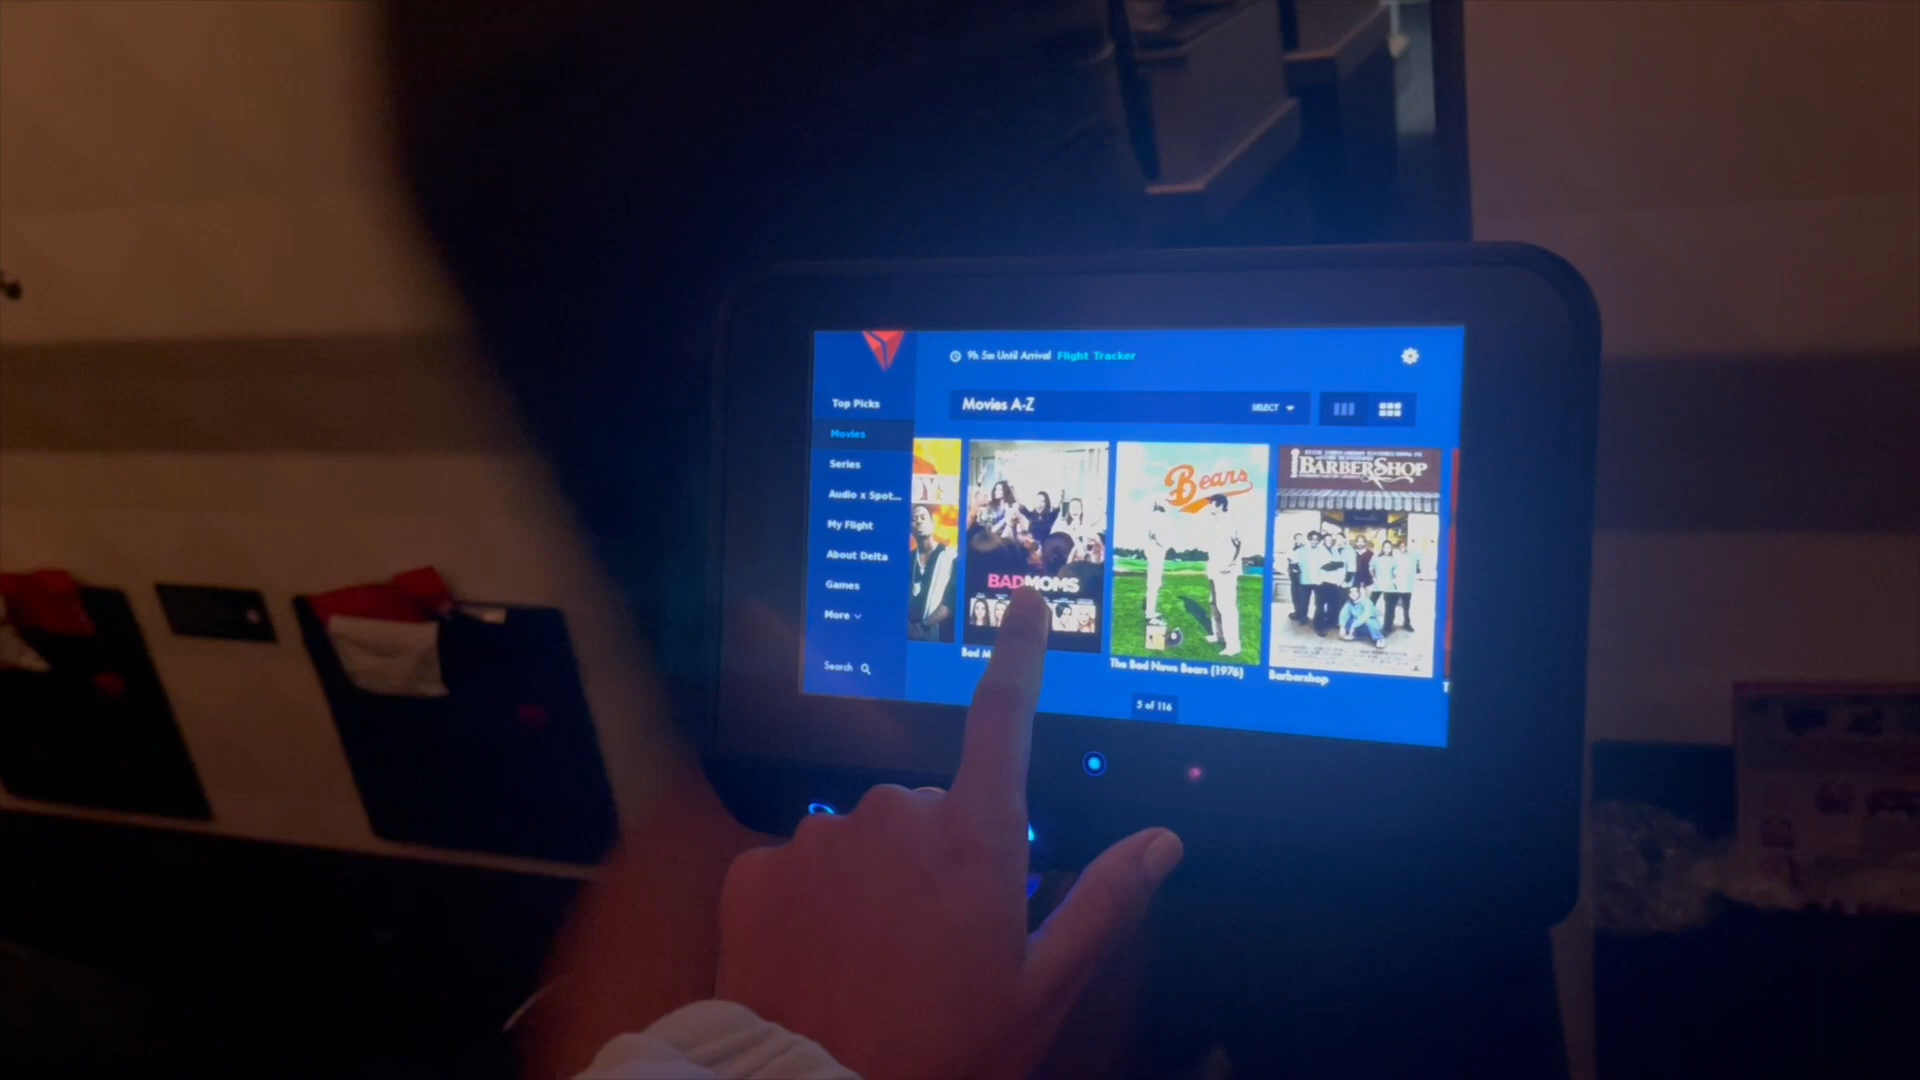 9h 5m Until Arrival Flight Tracker
Top Picks
Movies
Series
Audio x Spot...
My Flight
About Delta
Games
More
Search
Movies A-Z
SELECT
BADMOMS
Bears
BARBERSHOP
Bad M
The Bad News Bears (1976)
Barbershop
T
5 of 116